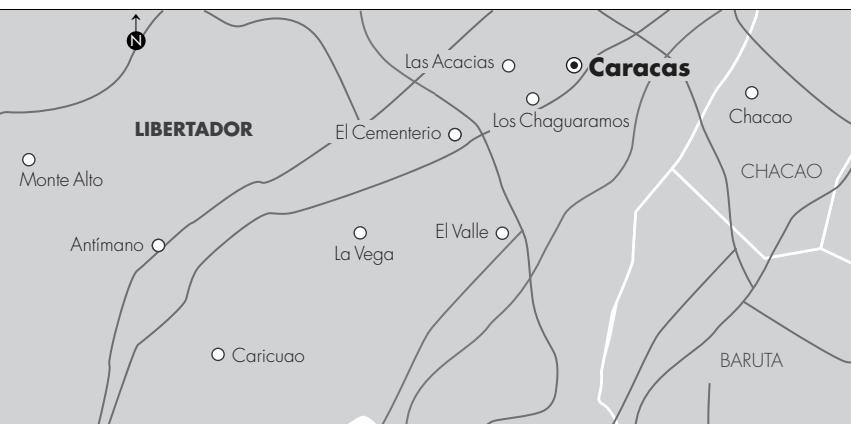 N
Las Acacias
Caracas
Chacao
Los Chaguaramos
LIBERTADOR
El Cementerio
Monte Alto
CHACAO
Antímano
La Vega
El Valle
Caricuao
BARUTA